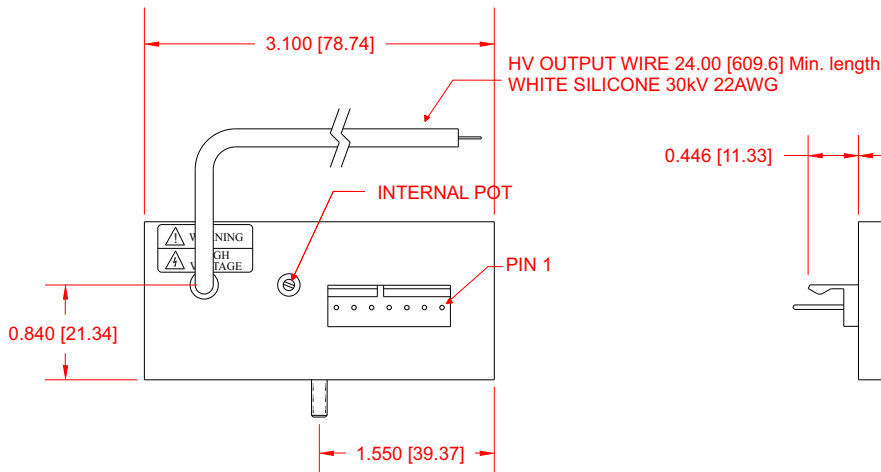 3.100 [78.74]
HV OUTPUT WIRE 24.00 [609.6] Min. length
WHITE SILICONE 30kV 22AWG
0.446 [11.33]
INTERNAL POT
PIN 1
0.840 [21.34]
1.550 [39.37]